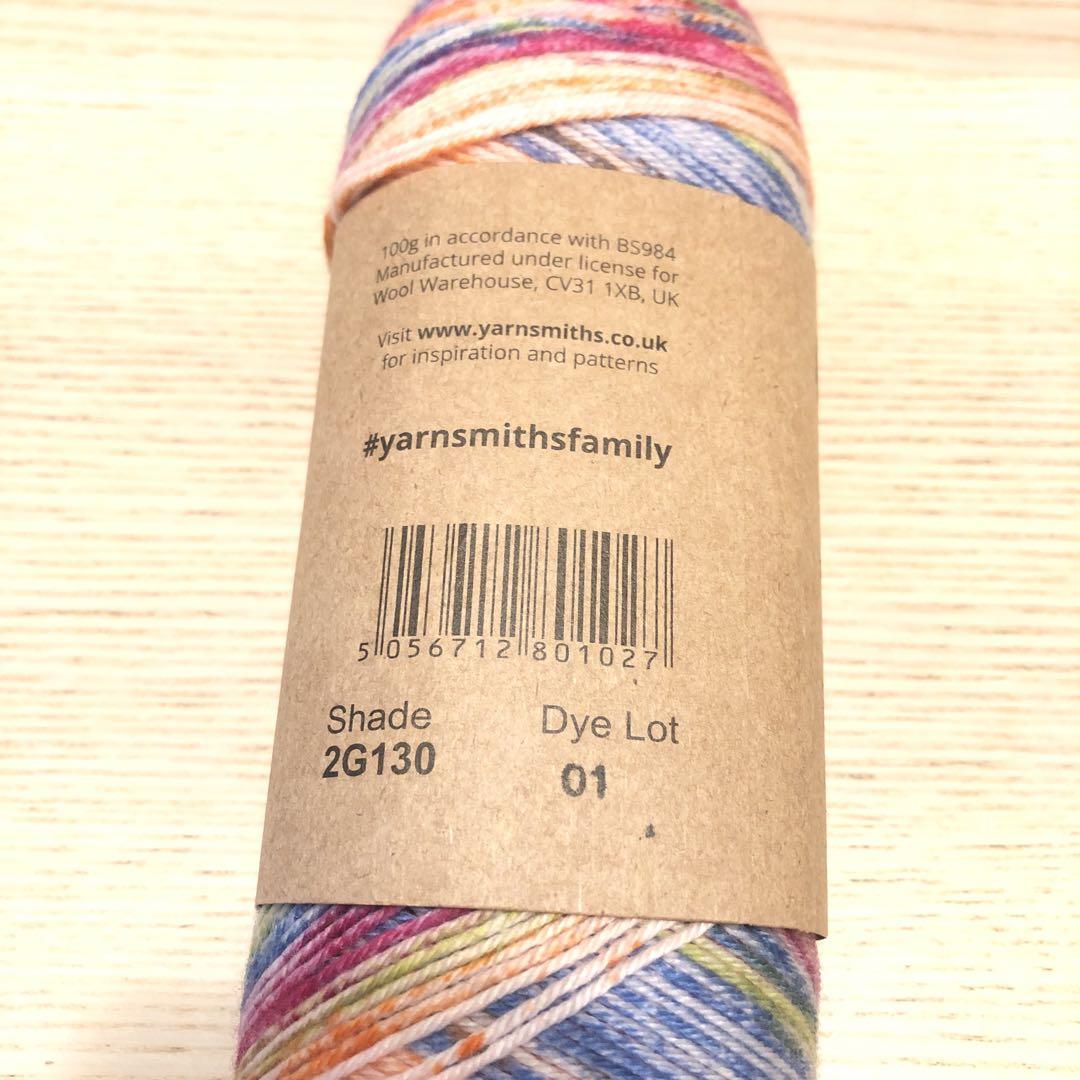 100g in accordance with BS984
Manufactured under license for
Wool Warehouse, CV31 1XB, UK
Visit www.yarnsmiths.co.uk
for inspiration and patterns
#yarnsmithsfamily
5 056712 801027
Shade Dye Lot
2G130 01